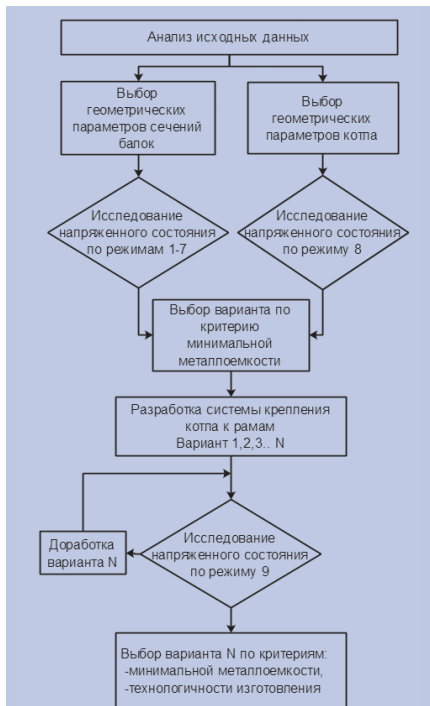 Анализ исходных данных
Выбор
геометрических
параметров сечений
балок
Выбор
геометрических
параметров котла
Исследование
напряженного состояния
по режимам 1-7
Исследование
напряженного состояния
по режиму 8
Выбор варианта по
критерию
минимальной
металлоемкости
Разработка системы крепления
котла к рамам
Вариант 1,2,3.. N
Исследование
напряженного состояния
по режиму 9
Доработка
варианта N
Выбор варианта N по критериям:
-минимальной металлоемкости,
-технологичности изготовления